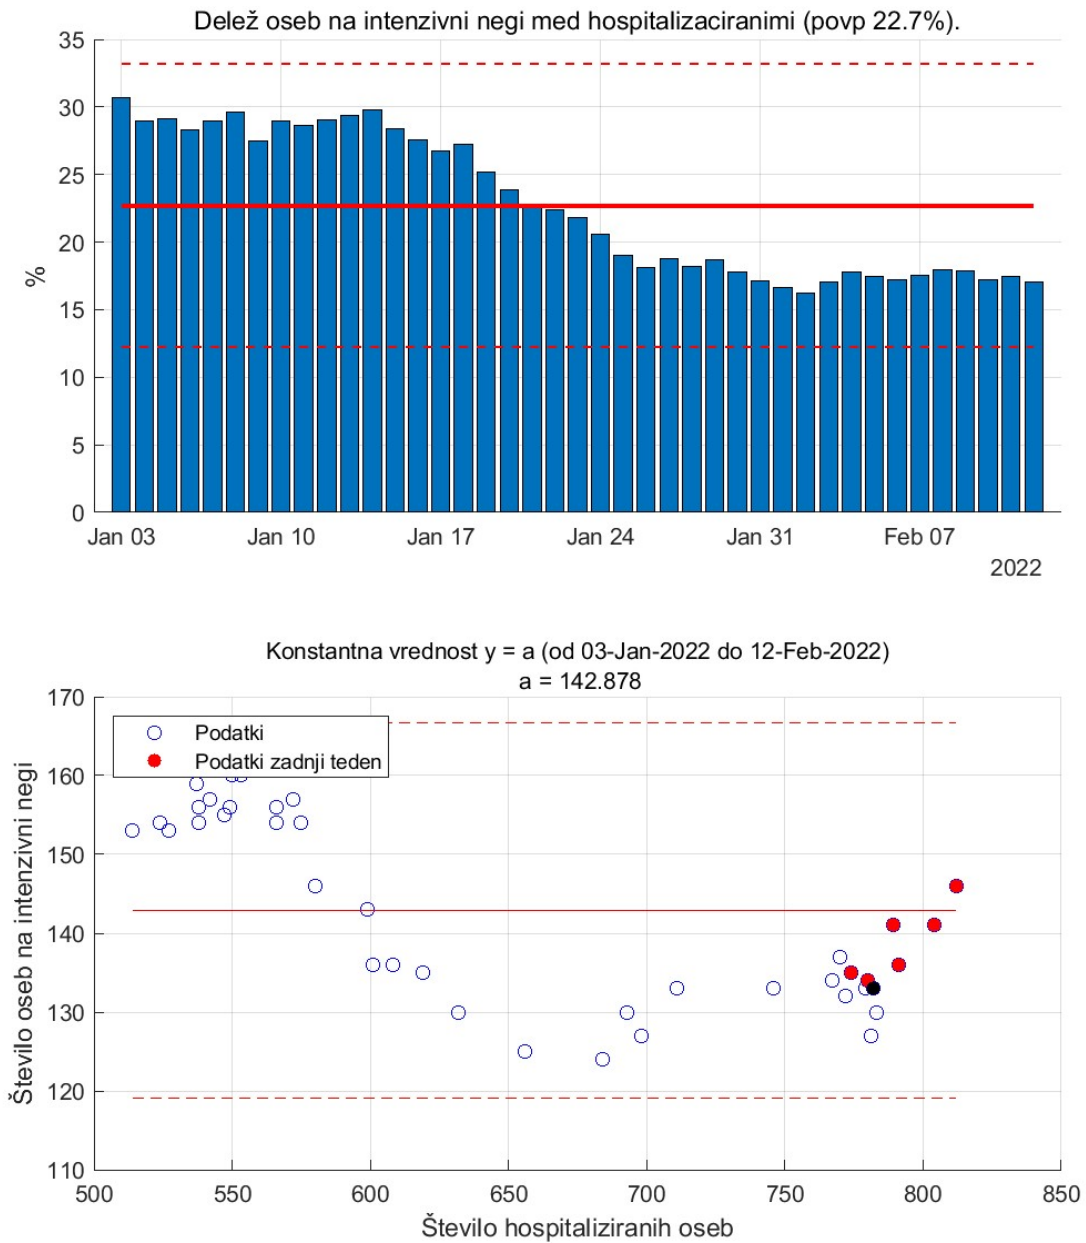 Delež oseb na intenzivni negi med hospitalizaciranimi (povp 22.7%).
35
30
25
20
15
10
5
0
%
Jan 03 Jan 10 Jan 17 Jan 24 Jan 31 Feb 07
2022
Konstantna vrednost y = a (od 03-Jan-2022 do 12-Feb-2022)
a = 142.878
170
160
150
140
130
120
110
Število oseb na intenzivni negi
Podatki
Podatki zadnji teden
500 550 600 650 700 750 800 850
Število hospitaliziranih oseb